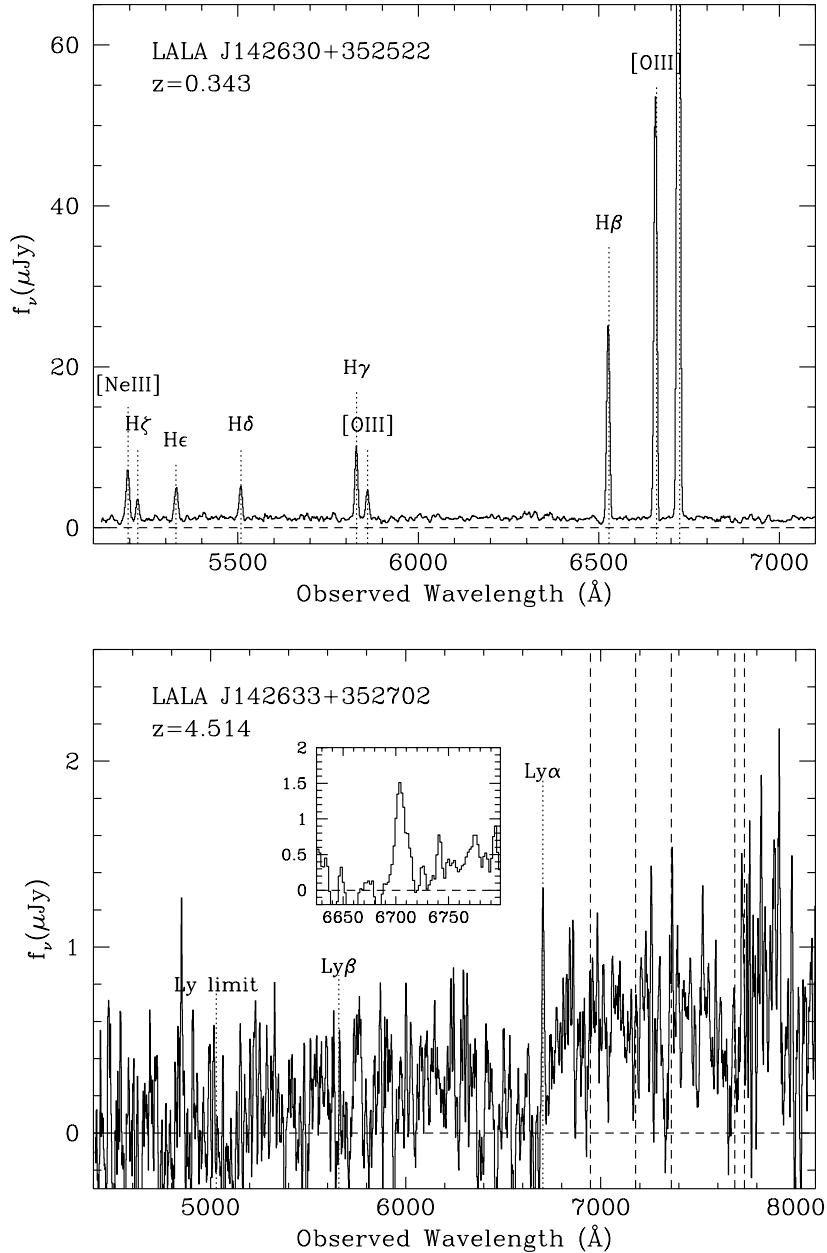 LALA J142630+352522
z=0.343
[OIII]
Hβ
Hγ
[NeIII]
Hζ
Hϵ
Hδ
[OIII]
60
40
20
0
f_ν(μJy)
5500 6000 6500 7000
Observed Wavelength (Å)
LALA J142633+352702
z=4.514
2
1.5
1
0.5
0
6650 6700 6750
Lyα
Lyβ
Ly limit
2
1
0
f_ν(μJy)
5000 6000 7000 8000
Observed Wavelength (Å)